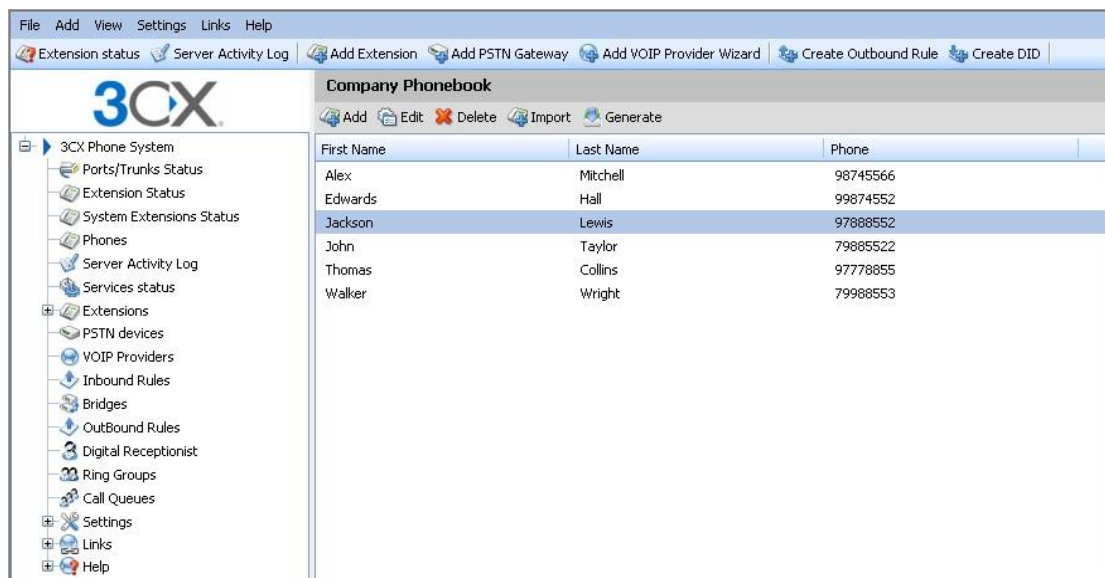 File Add View Settings Links Help
Extension status Server Activity Log Add Extension Add PSTN Gateway Add VOIP Provider Wizard Create Outbound Rule Create DID
3CX
Company Phonebook
Add Edit Delete Import Generate
3CX Phone System
Ports/Trunks Status
Extension Status
System Extensions Status
Phones
Server Activity Log
Services status
Extensions
PSTN devices
VOIP Providers
Inbound Rules
Bridges
OutBound Rules
Digital Receptionist
Ring Groups
Call Queues
Settings
Links
Help
First Name Last Name Phone
Alex Mitchell 98745566
Edwards Hall 99874552
Jackson Lewis 97888552
John Taylor 79885522
Thomas Collins 97778855
Walker Wright 79988553